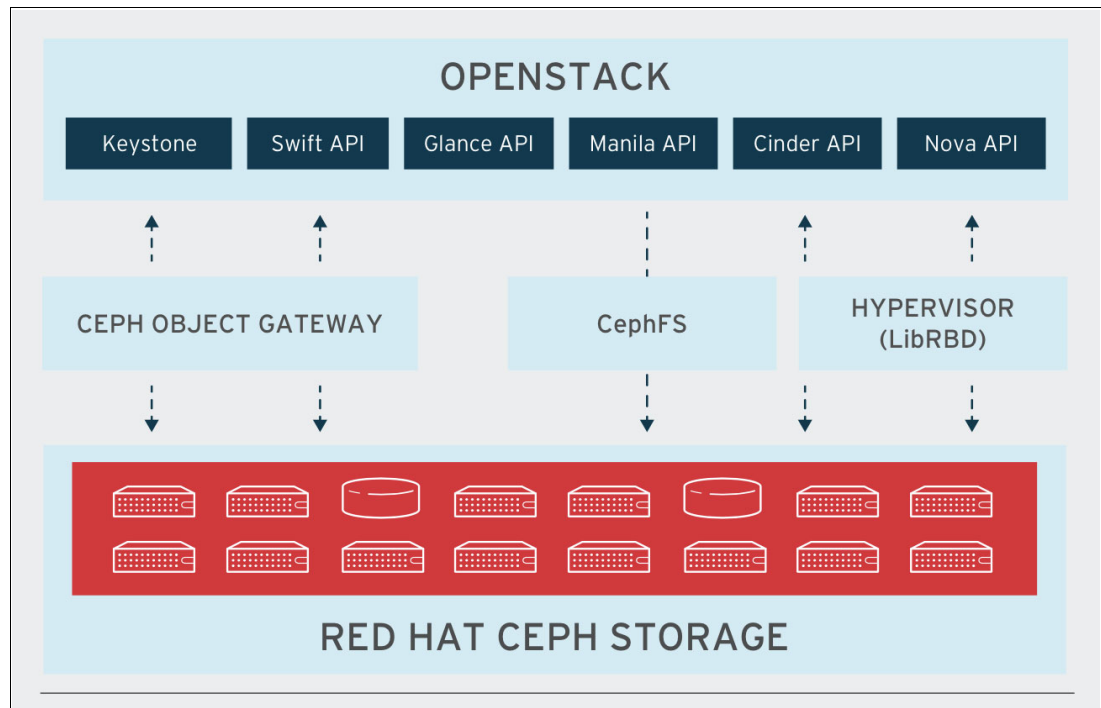 OPENSTACK
Keystone
Swift API
Glance API
Manila API
Cinder API
Nova API
CEPH OBJECT GATEWAY
CephFS
HYPERVISOR
(LibRBD)
RED HAT CEPH STORAGE